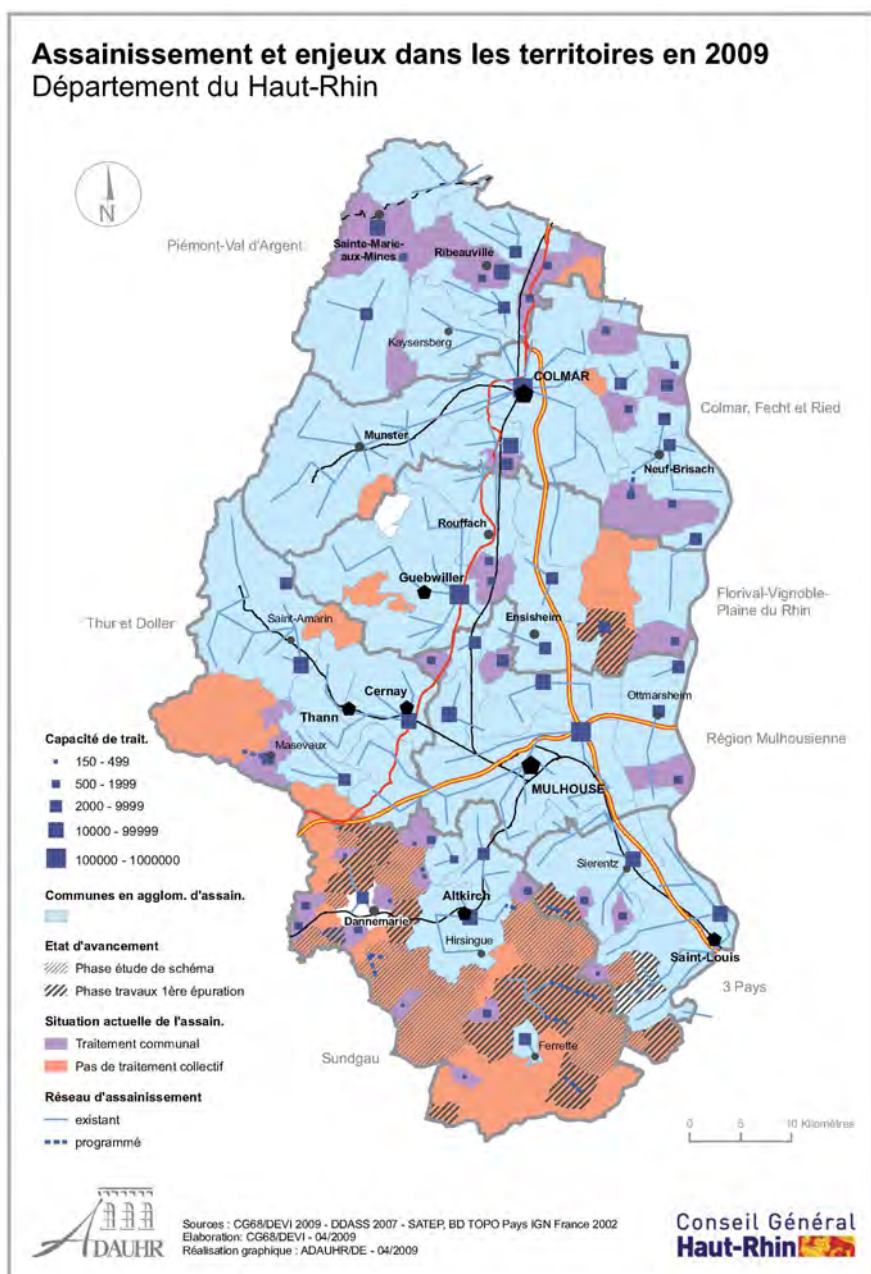 Assainissement et enjeux dans les territoires en 2009
Département du Haut-Rhin
N
Piémont-Val d'Argent
Sainte-Marie-
aux-Mines
Ribeauvillé
Kaysersberg
COLMAR
Colmar, Fecht et Ried
Munster
Neuf-Brisach
Rouffach
Guebwiller
Florival-Vignoble-
Plaine du Rhin
Thur et Doller
Saint-Amarin
Ensisheim
Ottmarsheim
Cernay
Thann
Région Mulhousienne
Masevaux
MULHOUSE
Sierentz
Altkirch
Dannemarie
Hirsingue
Saint-Louis
3 Pays
Sundgau
Ferrette
Capacité de trait.
150 - 499
500 - 1999
2000 - 9999
10000 - 99999
100000 - 1000000
Communes en agglom. d'assain.
Etat d'avancement
Phase étude de schéma
Phase travaux 1ère épuration
Situation actuelle de l'assain.
Traitement communal
Pas de traitement collectif
Réseau d'assainissement
existant
programmé
0 5 10 Kilomètres
ADAUHR
Sources : CG68/DEVI 2009 - DDASS 2007 - SATEP, BD TOPO Pays IGN France 2002
Elaboration: CG68/DEVI - 04/2009
Réalisation graphique : ADAUHR/DE - 04/2009
Conseil Général
Haut-Rhin